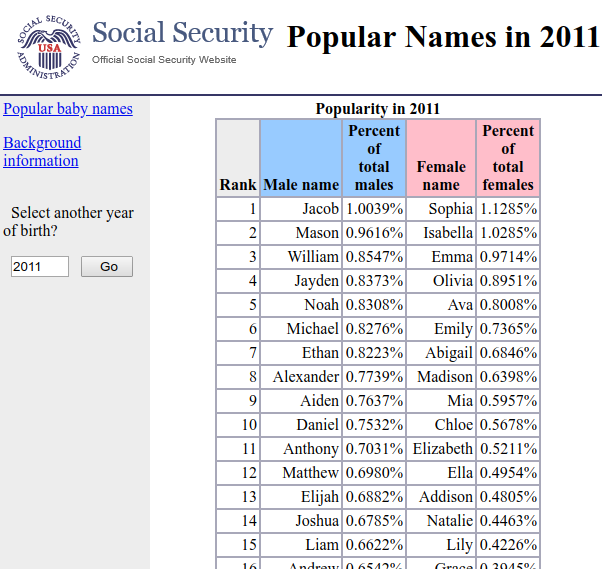 SOCIAL SECURITY
USA
ADMINISTRATION
Social Security
Official Social Security Website
Popular Names in 2011
Popular baby names
Background
information
Select another year
of birth?
2011 Go
Popularity in 2011
Rank Male name Percent of total males Female name Percent of total females
1 Jacob 1.0039% Sophia 1.1285%
2 Mason 0.9616% Isabella 1.0285%
3 William 0.8547% Emma 0.9714%
4 Jayden 0.8373% Olivia 0.8951%
5 Noah 0.8308% Ava 0.8008%
6 Michael 0.8276% Emily 0.7365%
7 Ethan 0.8223% Abigail 0.6846%
8 Alexander 0.7739% Madison 0.6398%
9 Aiden 0.7637% Mia 0.5957%
10 Daniel 0.7532% Chloe 0.5678%
11 Anthony 0.7031% Elizabeth 0.5211%
12 Matthew 0.6980% Ella 0.4954%
13 Elijah 0.6882% Addison 0.4805%
14 Joshua 0.6785% Natalie 0.4463%
15 Liam 0.6622% Lily 0.4226%
16 Andrew 0.6542% Grace 0.3945%